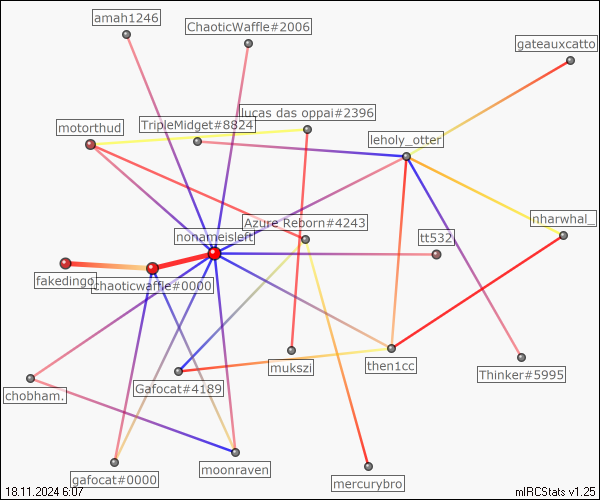 amah1246
ChaoticWaffle#2006
gateauxcatto
lucas das oppai#2396
motorthud
TripleMidget#8824
leholy_otter
nharwhal_
Azure Reborn#4243
nonameisleft
tt532
fakedingo.
chaoticwaffle#0000
mukszi
then1cc
Thinker#5995
Gafocat#4189
chobham.
moonraven
gafocat#0000
mercurybro
18.11.2024 6:07
mIRCStats v1.25